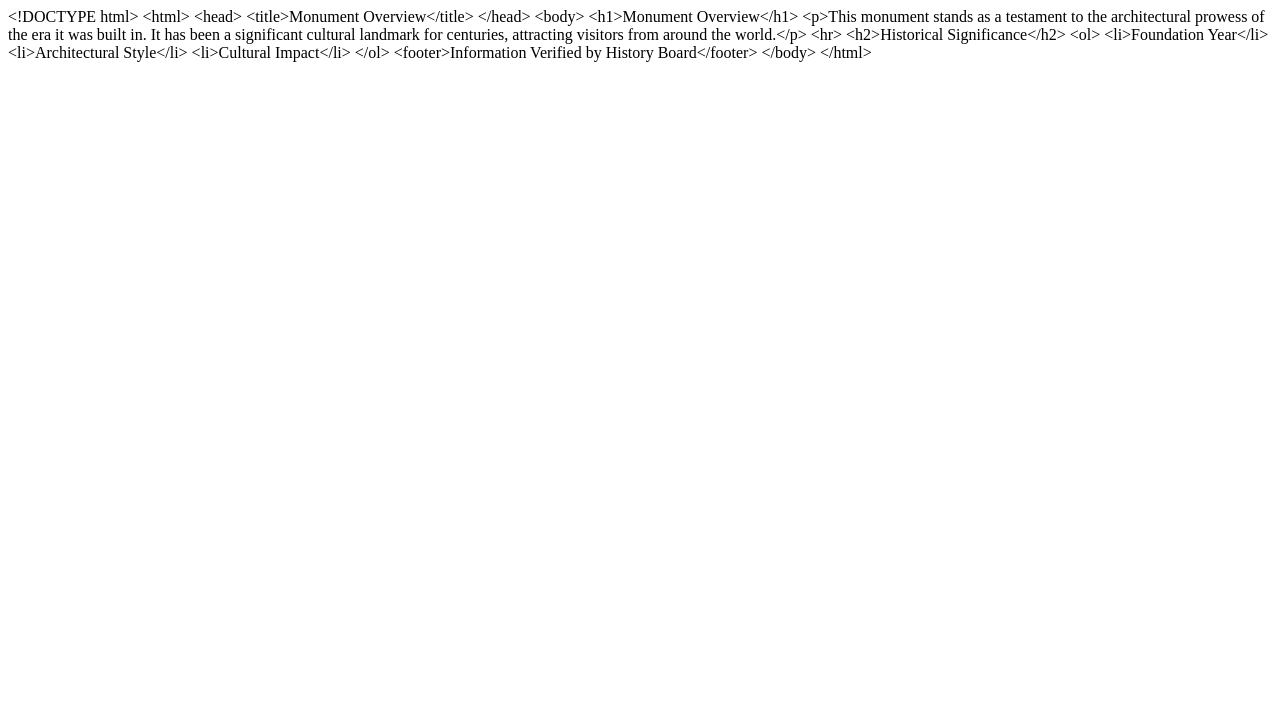 <!DOCTYPE html> <html> <head> <title>Monument Overview</title> </head> <body> <h1>Monument Overview</h1> <p>This monument stands as a testament to the architectural prowess of
the era it was built in. It has been a significant cultural landmark for centuries, attracting visitors from around the world.</p> <hr> <h2>Historical Significance</h2> <ol> <li>Foundation Year</li>
<li>Architectural Style</li> <li>Cultural Impact</li> </ol> <footer>Information Verified by History Board</footer> </body> </html>